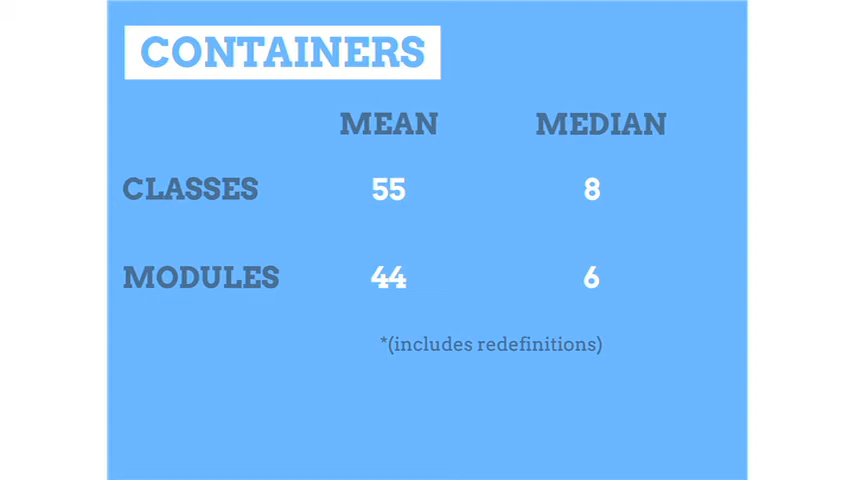 CONTAINERS
MEAN MEDIAN
CLASSES 55 8
MODULES 44 6
*(includes redefinitions)